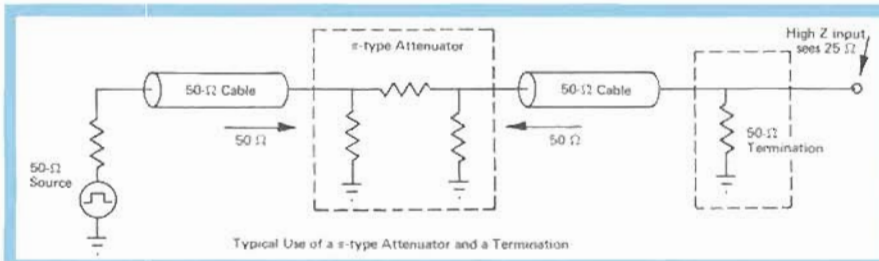 High Z input
sees 25 Ω
π-type Attenuator
50-Ω Cable
50-Ω Cable
50 Ω
50 Ω
50-Ω
Termination
50-Ω
Source
Typical Use of a π-type Attenuator and a Termination